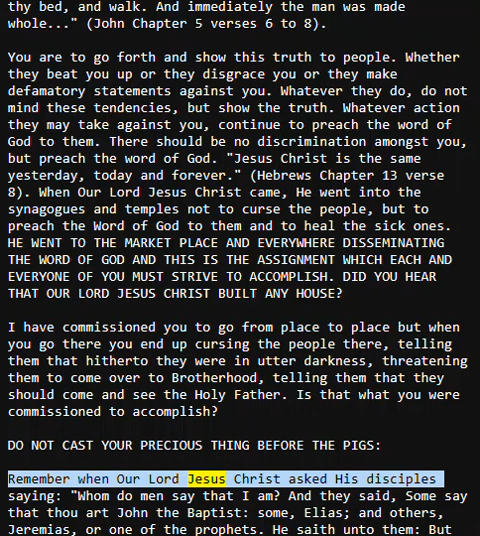 thy bed, and walk. And immediately the man was made
whole..." (John Chapter 5 verses 6 to 8).
You are to go forth and show this truth to people. Whether
they beat you up or they disgrace you or they make
defamatory statements against you. Whatever they do, do not
mind these tendencies, but show the truth. Whatever action
they may take against you, continue to preach the word of
God to them. There should be no discrimination amongst you,
but preach the word of God. "Jesus Christ is the same
yesterday, today and forever." (Hebrews Chapter 13 verse
8). When Our Lord Jesus Christ came, He went into the
synagogues and temples not to curse the people, but to
preach the Word of God to them and to heal the sick ones.
HE WENT TO THE MARKET PLACE AND EVERYWHERE DISSEMINATING
THE WORD OF GOD AND THIS IS THE ASSIGNMENT WHICH EACH AND
EVERYONE OF YOU MUST STRIVE TO ACCOMPLISH. DID YOU HEAR
THAT OUR LORD JESUS CHRIST BUILT ANY HOUSE?
I have commissioned you to go from place to place but when
you go there you end up cursing the people there, telling
them that hitherto they were in utter darkness, threatening
them to come over to Brotherhood, telling them that they
should come and see the Holy Father. Is that what you were
commissioned to accomplish?
DO NOT CAST YOUR PRECIOUS THING BEFORE THE PIGS:
Remember when Our Lord Jesus Christ asked His disciples
saying: "Whom do men say that I am? And they said, Some say
that thou art John the Baptist: some, Elias; and others,
Jeremias, or one of the prophets. He saith unto them: But